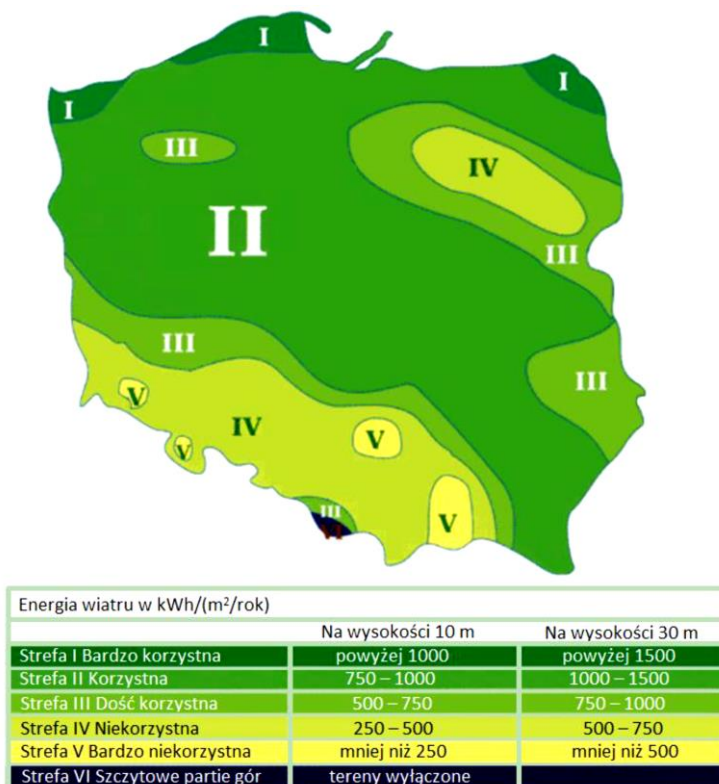 I
I
I
III
IV
II
III
III
III
V
IV
V
V
III
VI
V
Energia wiatru w kWh/(m²/rok)
Na wysokości 10 m Na wysokości 30 m
Strefa I Bardzo korzystna powyżej 1000 powyżej 1500
Strefa II Korzystna 750 – 1000 1000 – 1500
Strefa III Dość korzystna 500 – 750 750 – 1000
Strefa IV Niekorzystna 250 – 500 500 – 750
Strefa V Bardzo niekorzystna mniej niż 250 mniej niż 500
Strefa VI Szczytowe partie gór tereny wyłączone